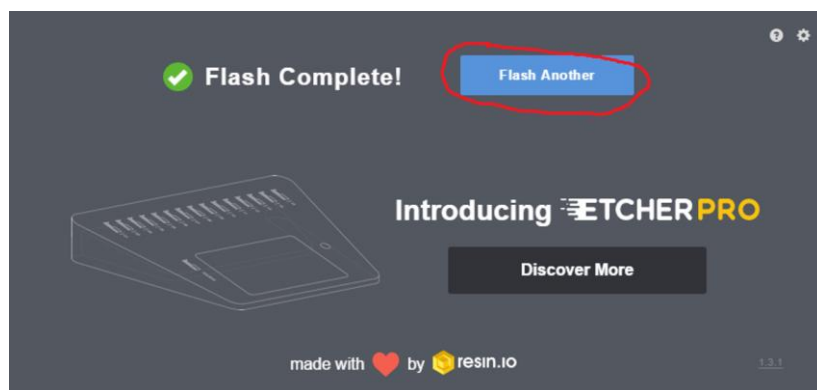 Flash Complete!
Flash Another
Introducing ETCHER PRO
Discover More
made with by resin.io
1.3.1